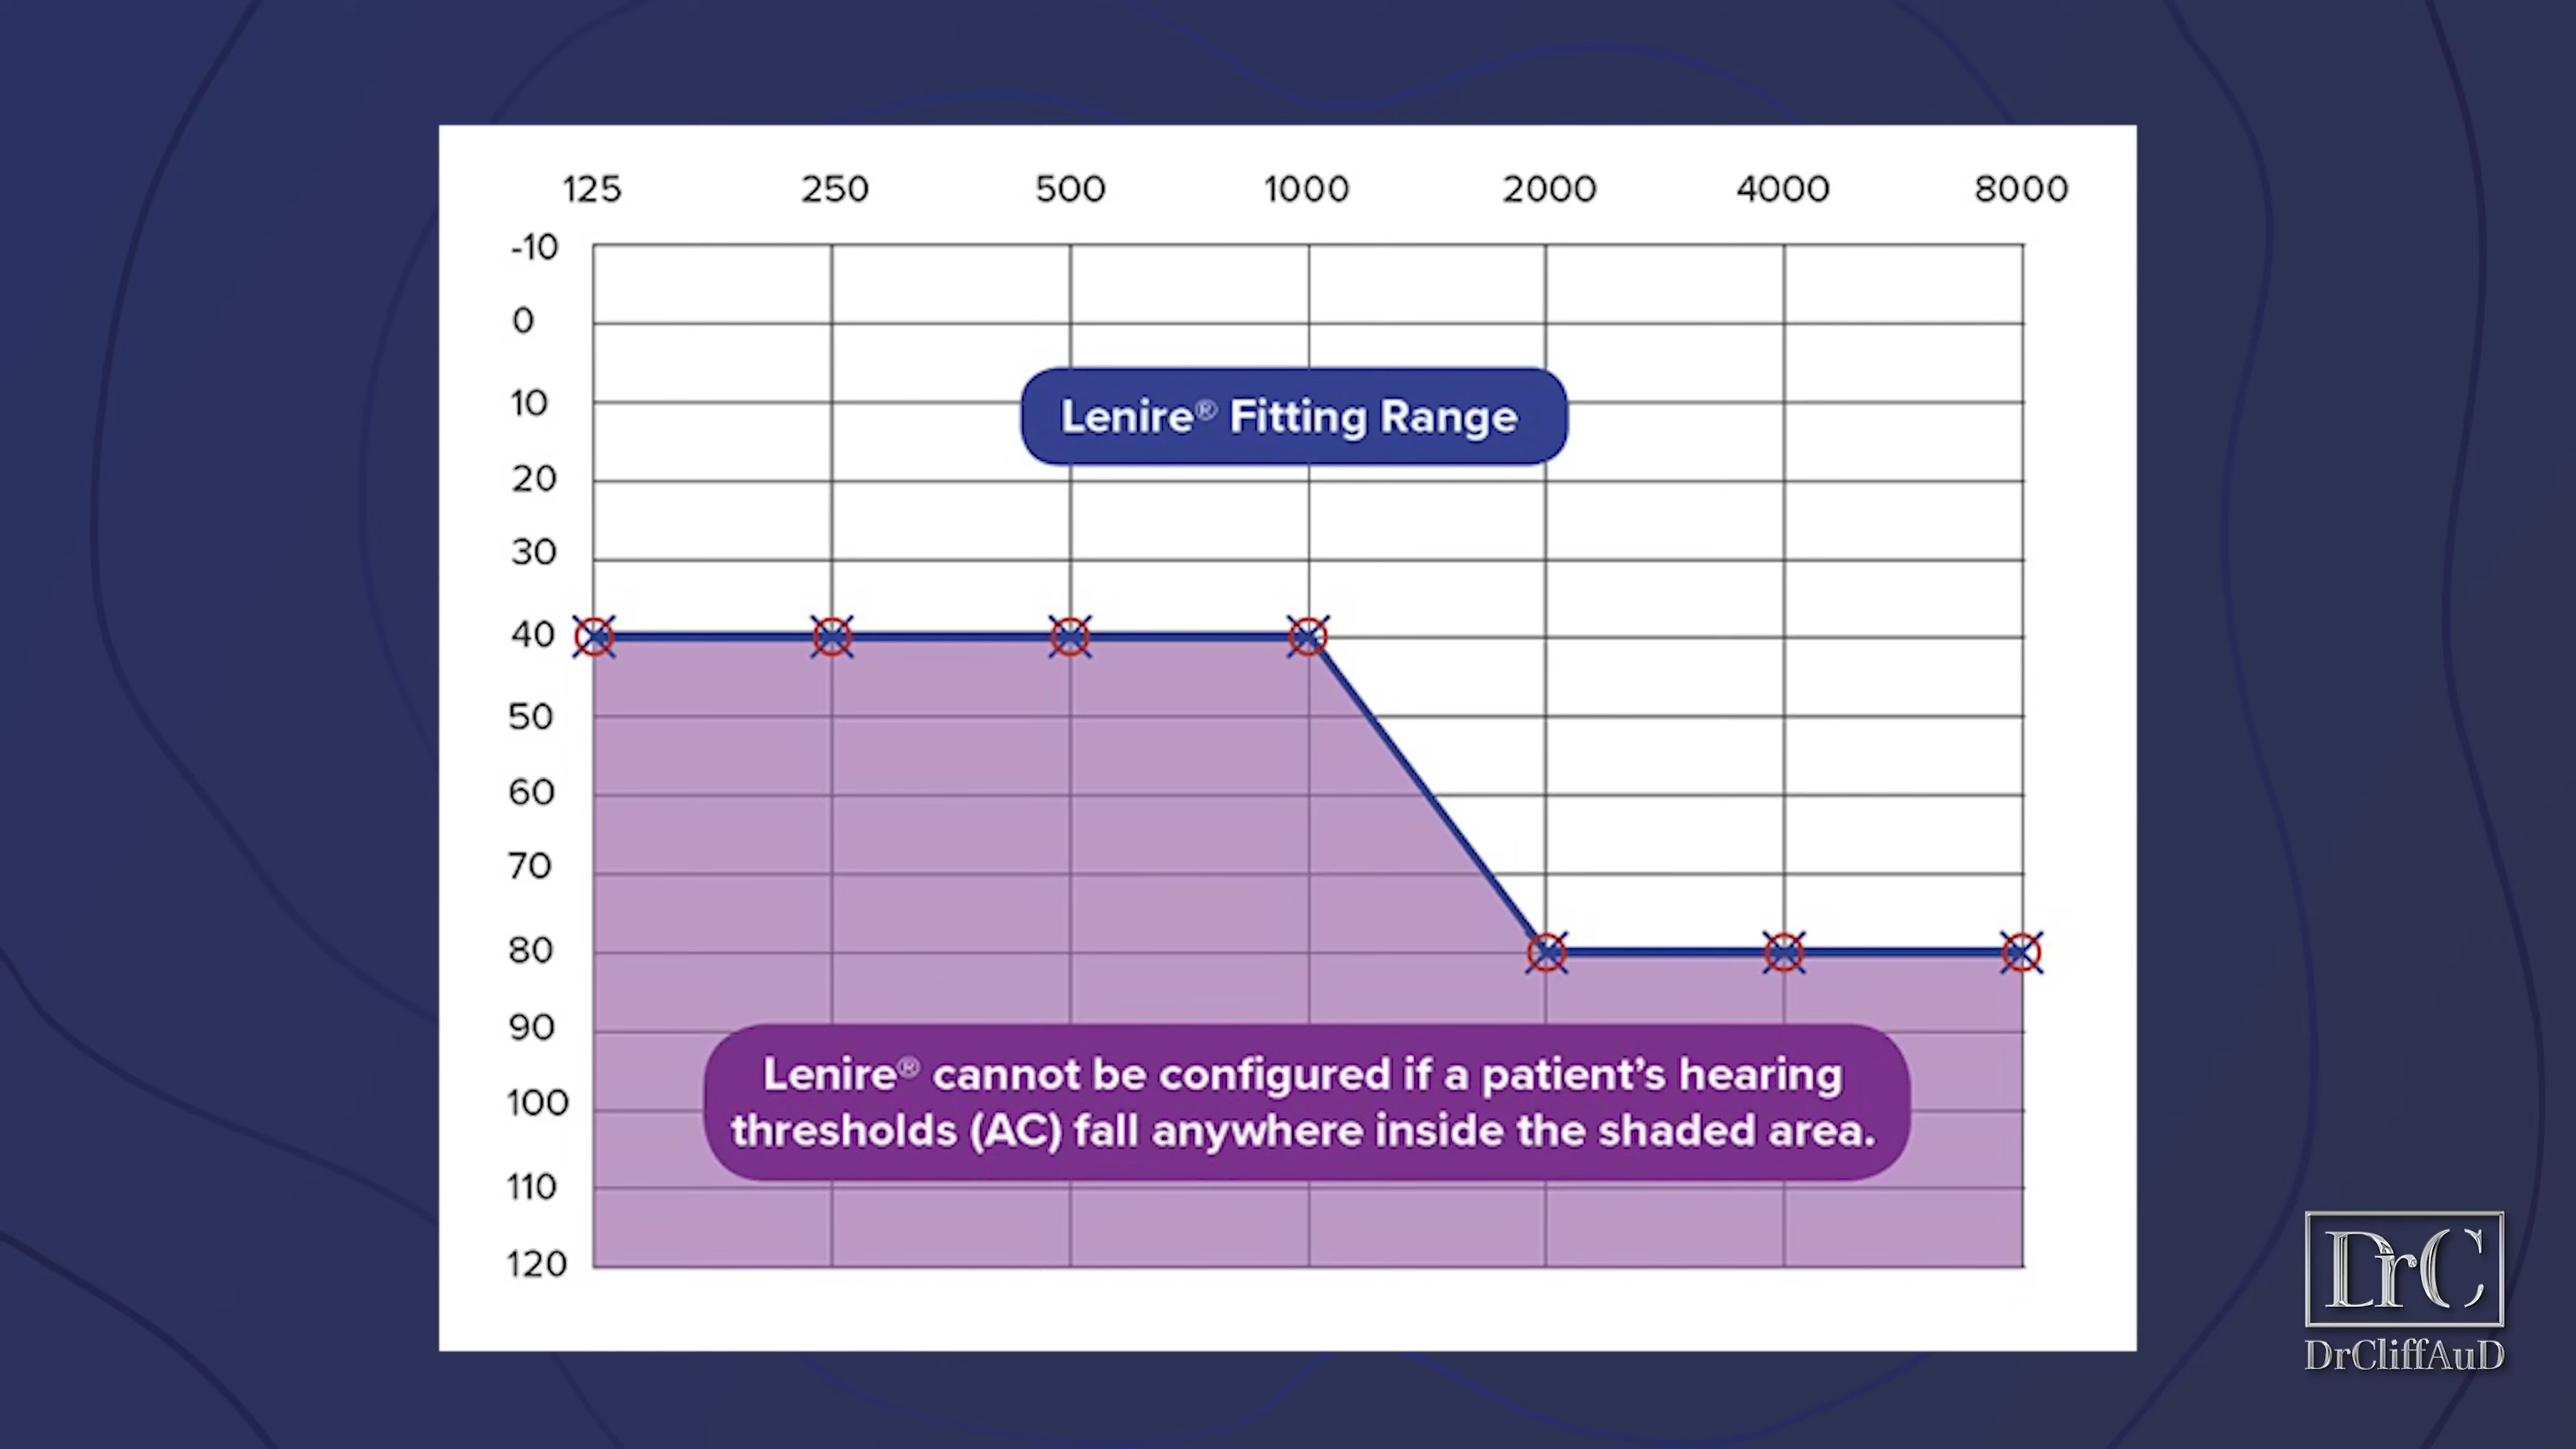 125 250 500 1000 2000 4000 8000
-10
0
10
Lenire® Fitting Range
20
30
40
50
60
70
80
90
Lenire® cannot be configured if a patient's hearing
100
thresholds (AC) fall anywhere inside the shaded area.
110
120
DrC
DrCliffAuD